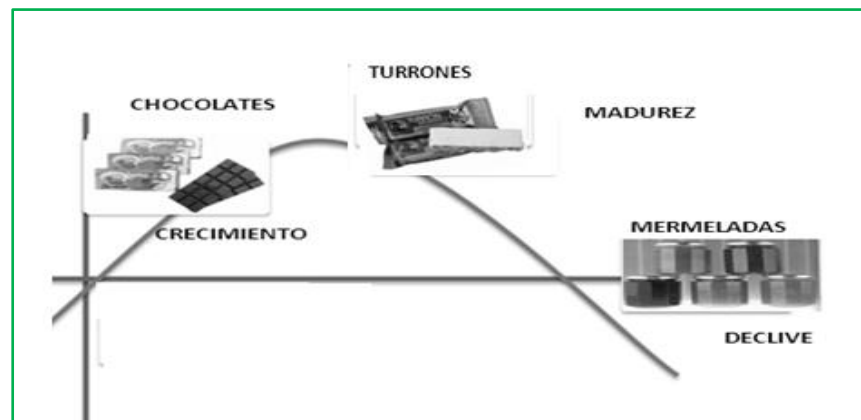 TURRONES
CHOCOLATES
MADUREZ
CRECIMIENTO
MERMELADAS
DECLIVE